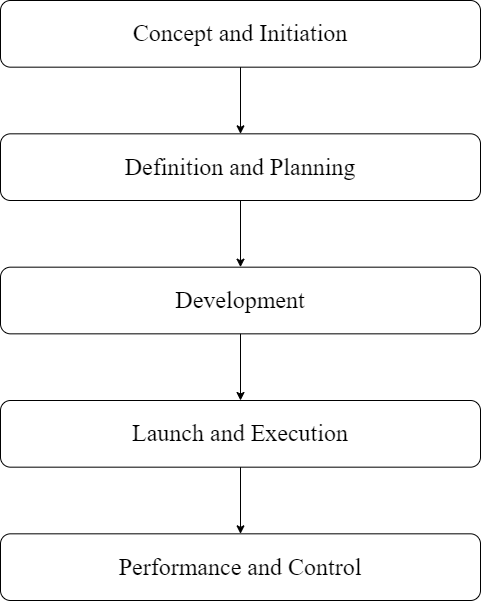 Concept and Initiation
Definition and Planning
Development
Launch and Execution
Performance and Control